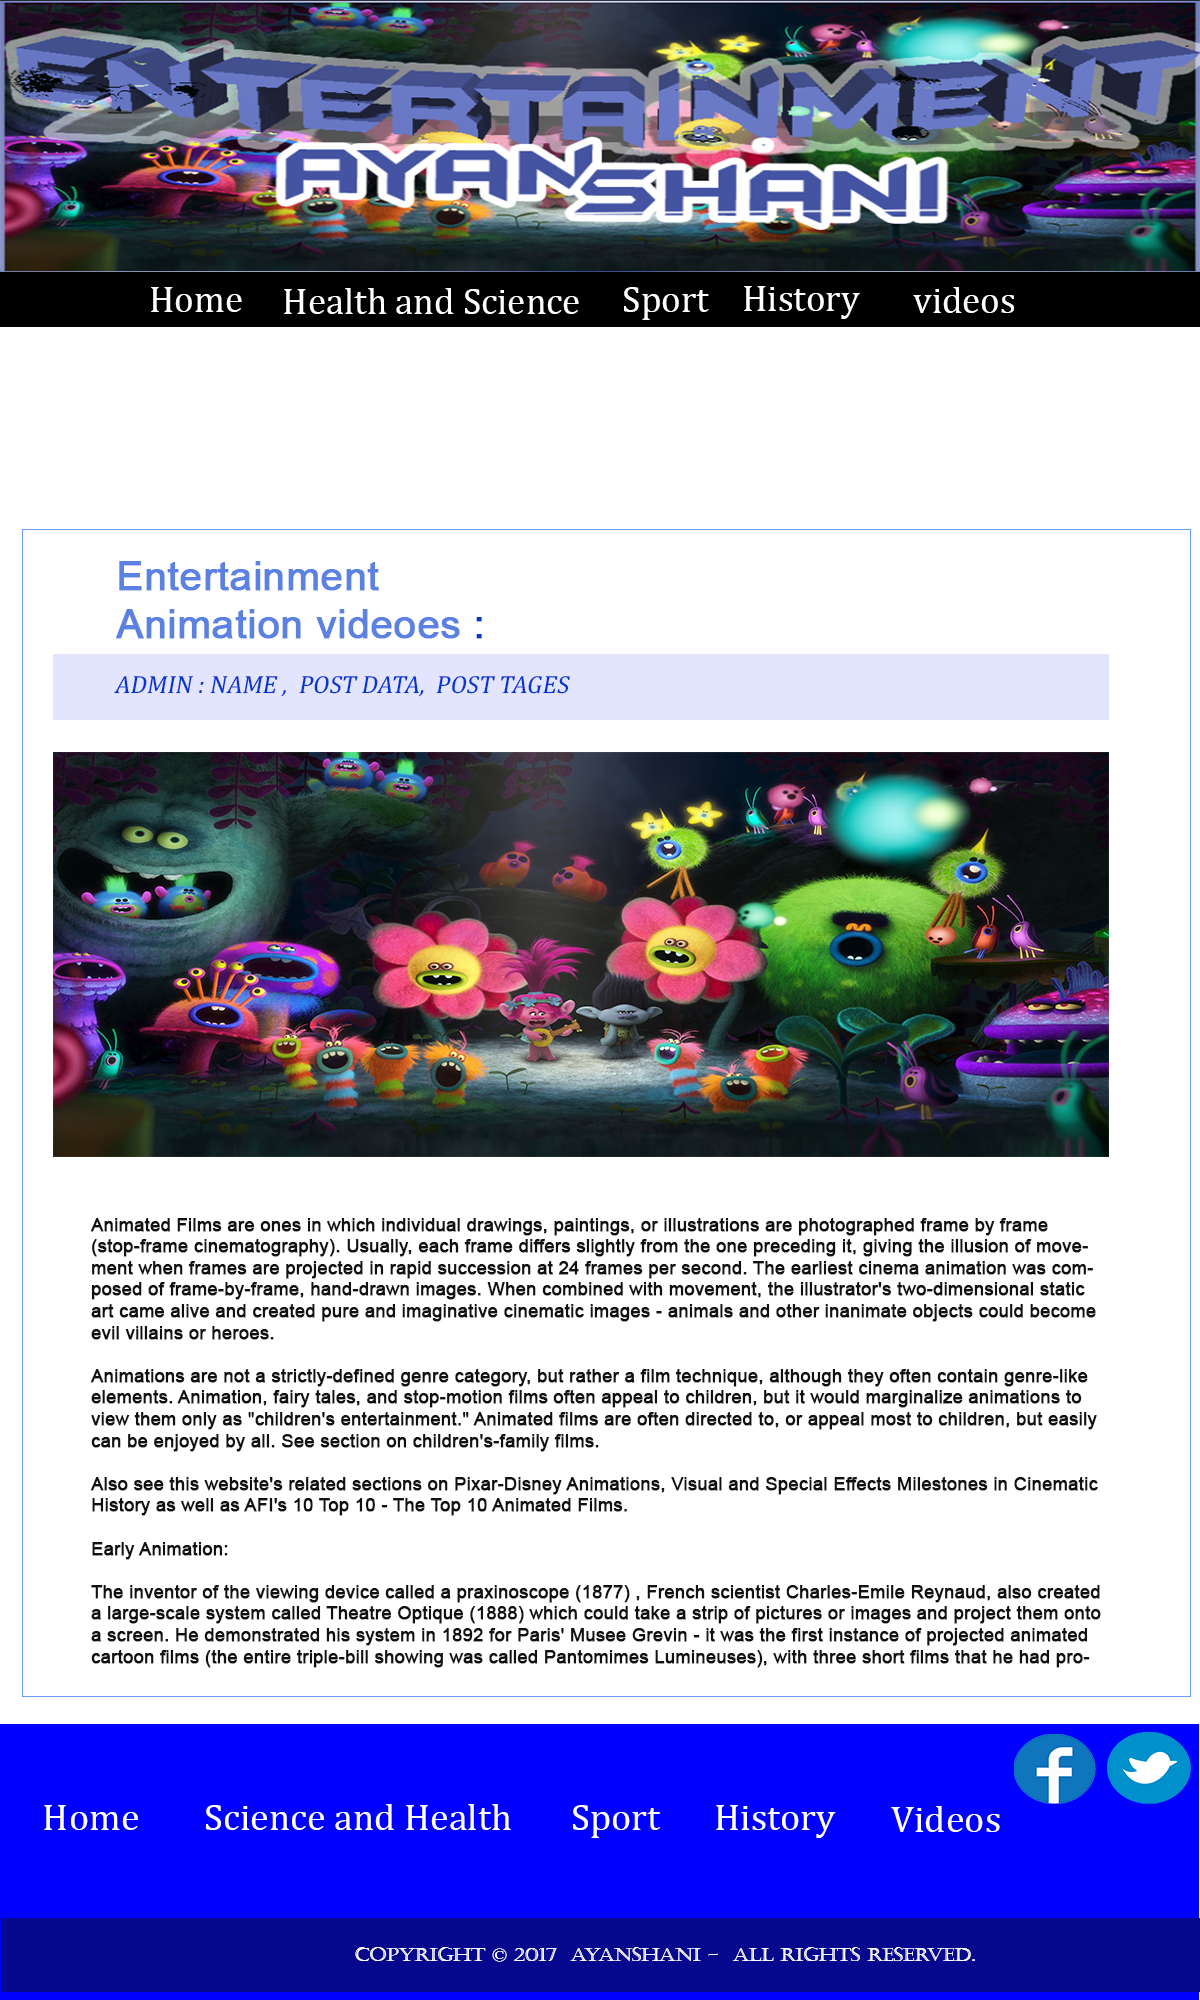 ENTERTAINMENT
AYAN'SHANI
Home Health and Science Sport History videos
Entertainment
Animation videoes :
ADMIN : NAME , POST DATA, POST TAGES
Animated Films are ones in which individual drawings, paintings, or illustrations are photographed frame by frame
(stop-frame cinematography). Usually, each frame differs slightly from the one preceding it, giving the illusion of move-
ment when frames are projected in rapid succession at 24 frames per second. The earliest cinema animation was com-
posed of frame-by-frame, hand-drawn images. When combined with movement, the illustrator's two-dimensional static
art came alive and created pure and imaginative cinematic images - animals and other inanimate objects could become
evil villains or heroes.
Animations are not a strictly-defined genre category, but rather a film technique, although they often contain genre-like
elements. Animation, fairy tales, and stop-motion films often appeal to children, but it would marginalize animations to
view them only as "children's entertainment." Animated films are often directed to, or appeal most to children, but easily
can be enjoyed by all. See section on children's-family films.
Also see this website's related sections on Pixar-Disney Animations, Visual and Special Effects Milestones in Cinematic
History as well as AFI's 10 Top 10 - The Top 10 Animated Films.
Early Animation:
The inventor of the viewing device called a praxinoscope (1877) , French scientist Charles-Emile Reynaud, also created
a large-scale system called Theatre Optique (1888) which could take a strip of pictures or images and project them onto
a screen. He demonstrated his system in 1892 for Paris' Musee Grevin - it was the first instance of projected animated
cartoon films (the entire triple-bill showing was called Pantomimes Lumineuses), with three short films that he had pro-
Home Science and Health Sport History Videos
COPYRIGHT © 2017 AYANSHANI - ALL RIGHTS RESERVED.